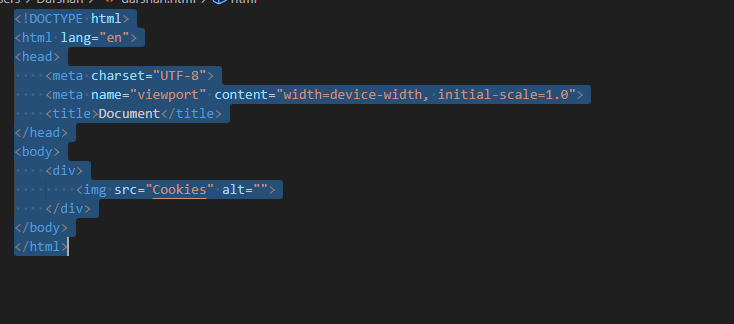 Darshan > darshan.html > html
<!DOCTYPE html>
<html lang="en">
<head>
    <meta charset="UTF-8">
    <meta name="viewport" content="width=device-width, initial-scale=1.0">
    <title>Document</title>
</head>
<body>
    <div>
        <img src="Cookies" alt="">
    </div>
</body>
</html>